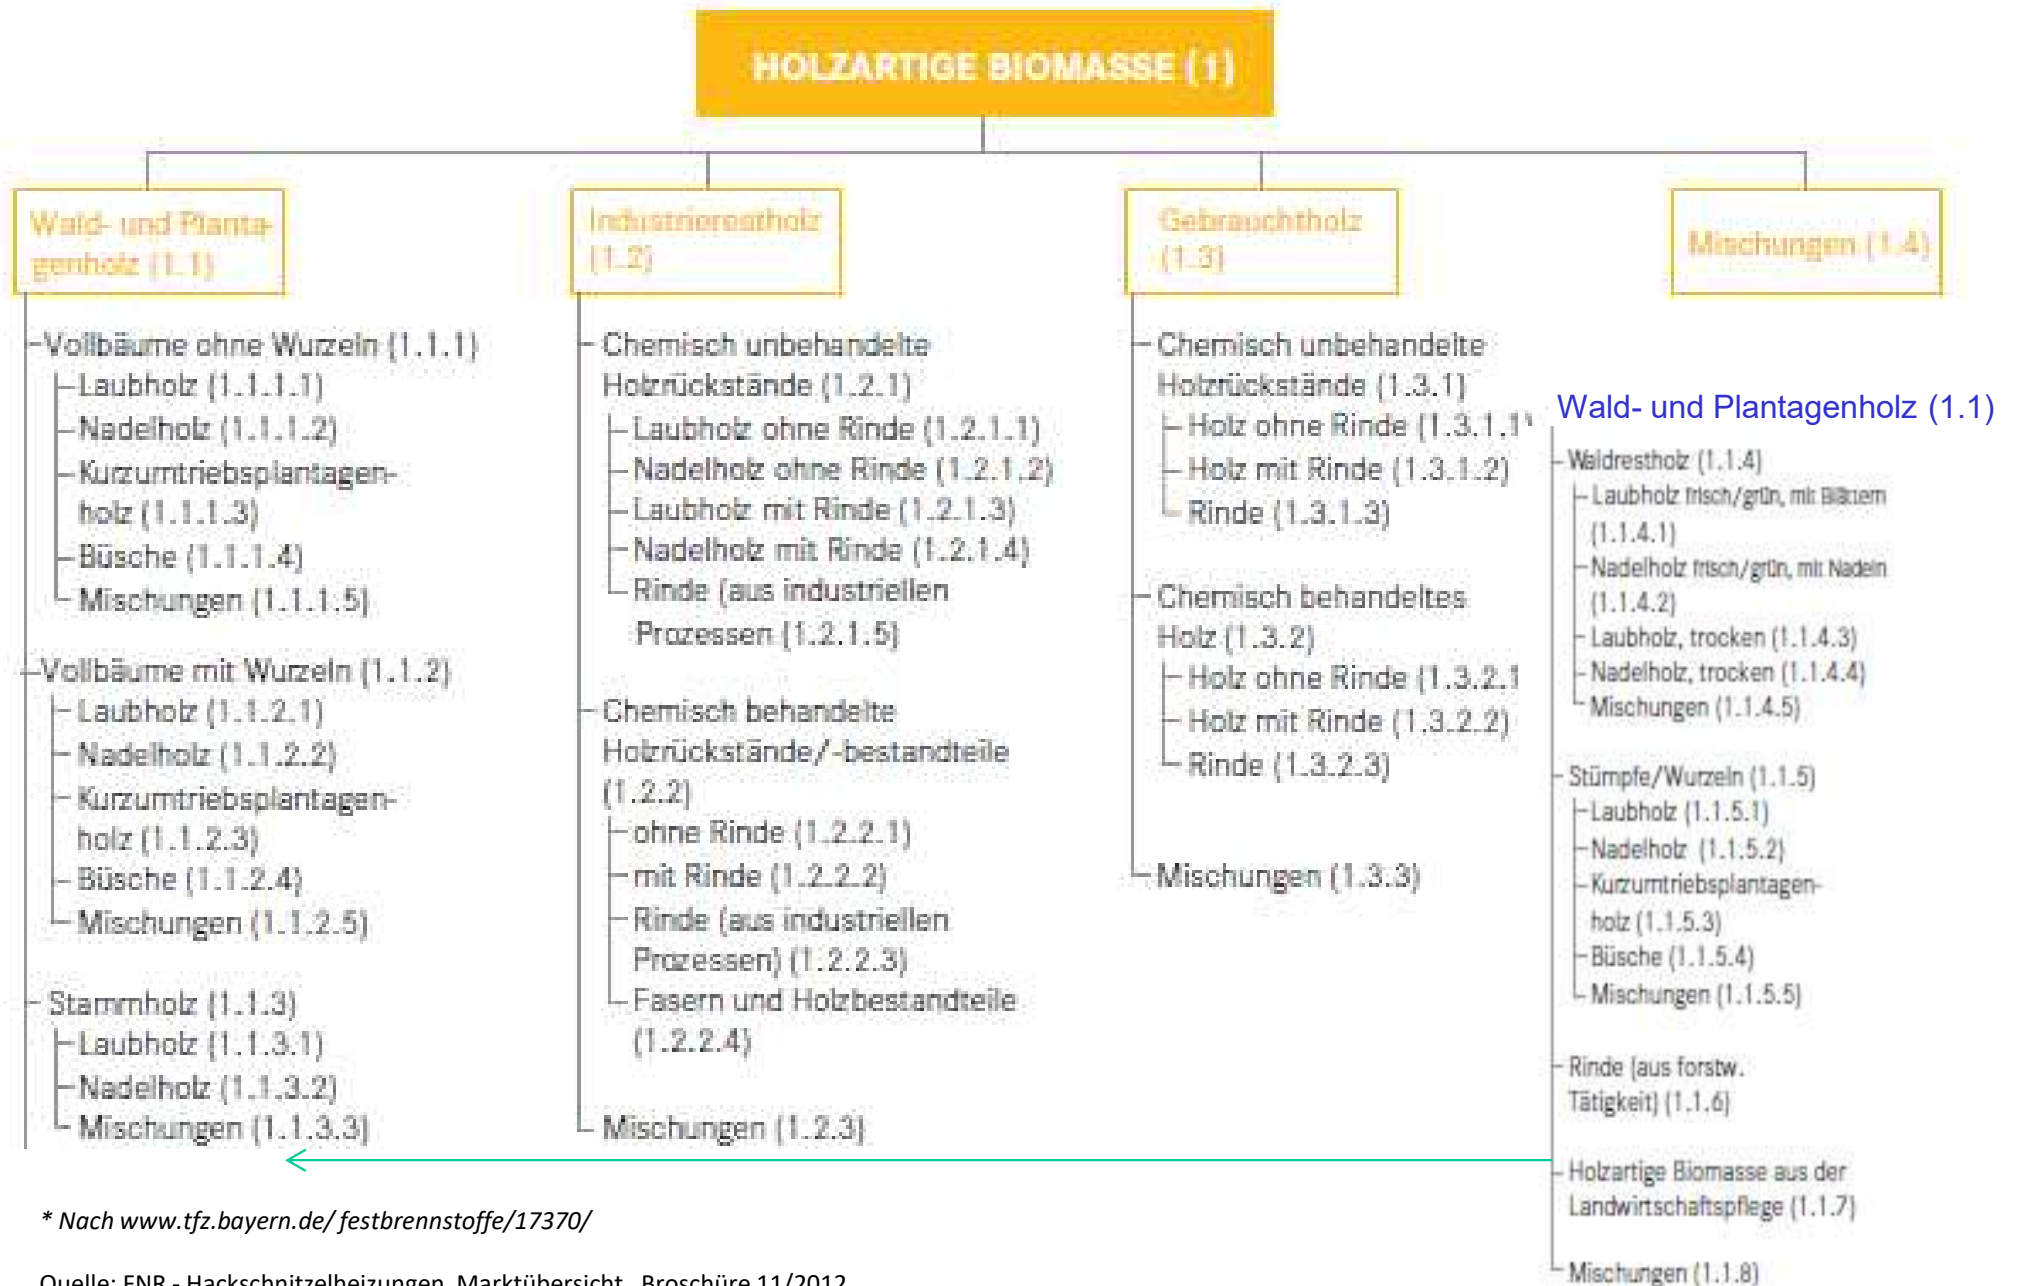 HOLZARTIGE BIOMASSE (1)
Wald- und Planta-
genholz (1.1)
Vollbäume ohne Wurzeln (1.1.1)
Laubholz (1.1.1.1)
Nadelholz (1.1.1.2)
Kurzumtriebsplantagen-
holz (1.1.1.3)
Büsche (1.1.1.4)
Mischungen (1.1.1.5)
Vollbäume mit Wurzeln (1.1.2)
Laubholz (1.1.2.1)
Nadelholz (1.1.2.2)
Kurzumtriebsplantagen-
holz (1.1.2.3)
Büsche (1.1.2.4)
Mischungen (1.1.2.5)
Stammholz (1.1.3)
Laubholz (1.1.3.1)
Nadelholz (1.1.3.2)
Mischungen (1.1.3.3)
Industrierestholz
(1.2)
Chemisch unbehandelte
Holzrückstände (1.2.1)
Laubholz ohne Rinde (1.2.1.1)
Nadelholz ohne Rinde (1.2.1.2)
Laubholz mit Rinde (1.2.1.3)
Nadelholz mit Rinde (1.2.1.4)
Rinde (aus industriellen
Prozessen (1.2.1.5)
Chemisch behandelte
Holzrückstände/-bestandteile
(1.2.2)
ohne Rinde (1.2.2.1)
mit Rinde (1.2.2.2)
Rinde (aus industriellen
Prozessen) (1.2.2.3)
Fasern und Holzbestandteile
(1.2.2.4)
Mischungen (1.2.3)
Gebrauchtholz
(1.3)
Chemisch unbehandelte
Holzrückstände (1.3.1)
Holz ohne Rinde (1.3.1.1
Holz mit Rinde (1.3.1.2)
Rinde (1.3.1.3)
Chemisch behandeltes
Holz (1.3.2)
Holz ohne Rinde (1.3.2.1
Holz mit Rinde (1.3.2.2)
Rinde (1.3.2.3)
Mischungen (1.3.3)
Mischungen (1.4)
Wald- und Plantagenholz (1.1)
Waldrestholz (1.1.4)
Laubholz frisch/grün, mit Blättern
(1.1.4.1)
Nadelholz frisch/grün, mit Nadeln
(1.1.4.2)
Laubholz, trocken (1.1.4.3)
Nadelholz, trocken (1.1.4.4)
Mischungen (1.1.4.5)
Stümpfe/Wurzeln (1.1.5)
Laubholz (1.1.5.1)
Nadelholz (1.1.5.2)
Kurzumtriebsplantagen-
holz (1.1.5.3)
Büsche (1.1.5.4)
Mischungen (1.1.5.5)
Rinde (aus forstw.
Tätigkeit) (1.1.6)
Holzartige Biomasse aus der
Landwirtschaftspflege (1.1.7)
Mischungen (1.1.8)
* Nach www.tfz.bayern.de/ festbrennstoffe/17370/
Quelle: FNR - Hackschnitzelheizungen, Marktübersicht, Broschüre 11/2012